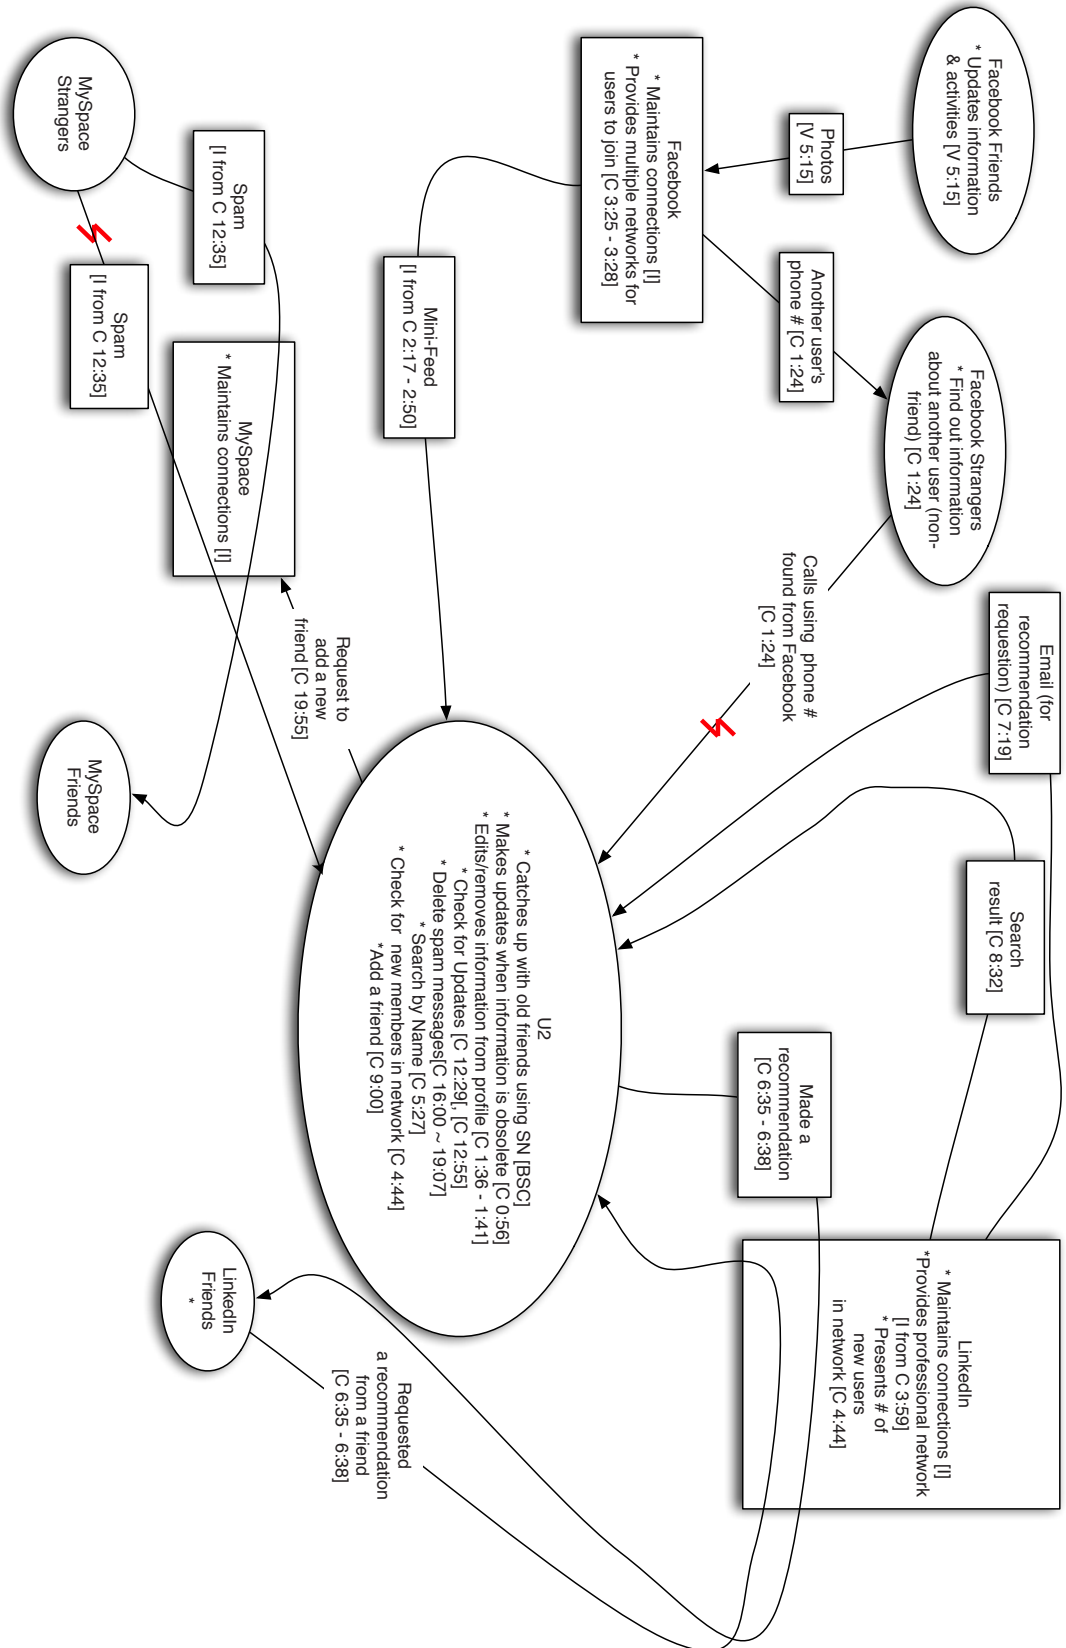 Facebook Friends
* Updates information
& activities [V 5:15]
Photos
[V 5:15]
Facebook
* Maintains connections [I]
* Provides multiple networks for
users to join [C 3:25 - 3:28]
Another user's
phone # [C 1:24]
Facebook Strangers
* Find out information
about another user (non-
friend) [C 1:24]
Calls using  phone #
found from Facebook
[C 1:24]
Mini-Feed
[I from C 2:17 - 2:50]
MySpace
Strangers
Spam
[I from C 12:35]
Spam
[I from C 12:35]
MySpace
* Maintains connections [I]
Request to
add a new
friend [C 19:55]
MySpace
Friends
Email (for
recommendation
requestion) [C 7:19]
Search
result [C 8:32]
U2
* Catches up with old friends using SN [BSC]
* Makes updates when information is obsolete [C 0:56]
* Edits/removes information from profile [C 1:36 - 1:41]
* Check for Updates [C 12:29[, [C 12:55]
* Delete spam messages[C 16:00 ~ 19:07]
* Search by Name [C 5:27]
* Check for  new members in network [C 4:44]
*Add a friend [C 9:00]
Made a
recommendation
[C 6:35 - 6:38]
LinkedIn
* Maintains connections [I]
*Provides professional network
[I from C 3:59]
* Presents # of
new users
in network [C 4:44]
LinkedIn
Friends
*
Requested
a recommendation
from a friend
[C 6:35 - 6:38]